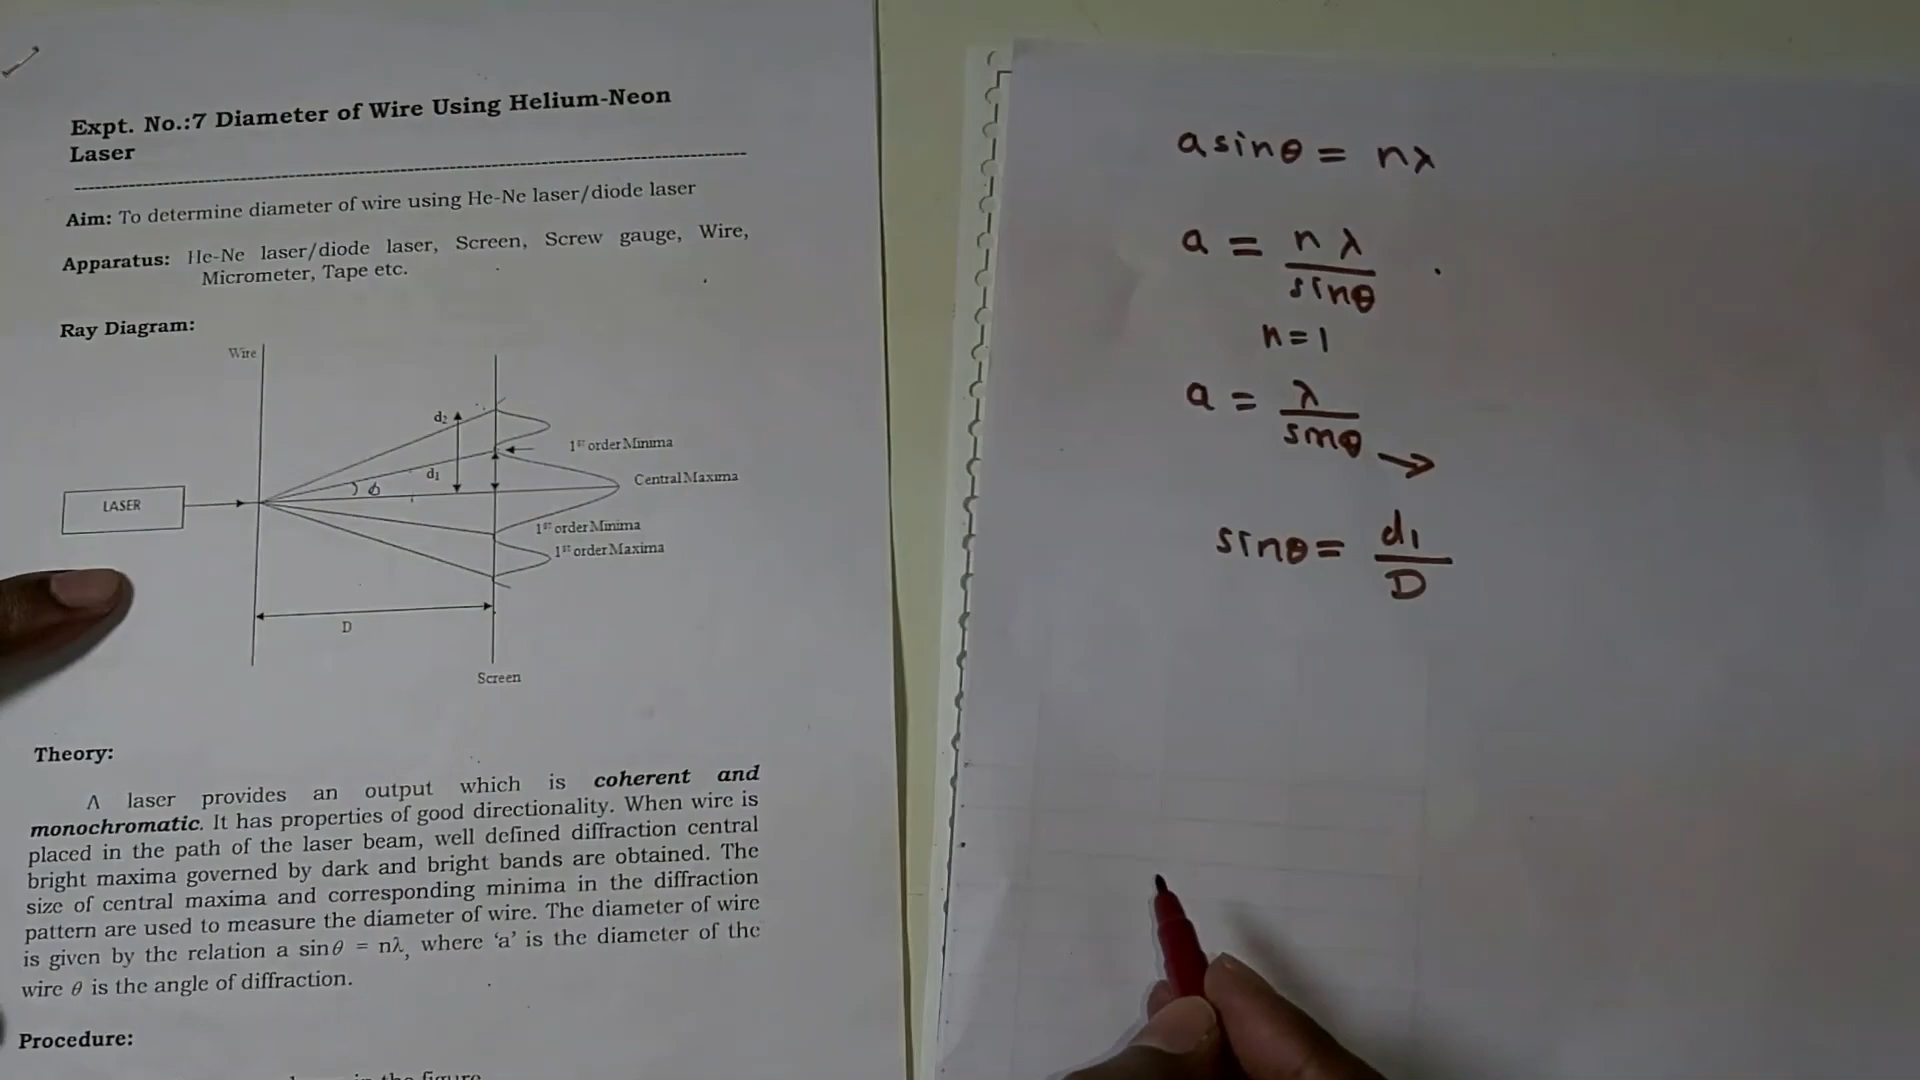 Expt. No.:7 Diameter of Wire Using Helium-Neon
Laser
Aim: To determine diameter of wire using He-Ne laser/diode laser
Apparatus: He-Ne laser/diode laser, Screen, Screw gauge, Wire,
Micrometer, Tape etc.
Ray Diagram:
Wire
d₂
1ˢᵗ order Minima
d₁
Central Maxima
ϕ
LASER
1ˢᵗ order Minima
1ˢᵗ order Maxima
D
Screen
Theory:
A laser provides an output which is coherent and
monochromatic. It has properties of good directionality. When wire is
placed in the path of the laser beam, well defined diffraction central
bright maxima governed by dark and bright bands are obtained. The
size of central maxima and corresponding minima in the diffraction
pattern are used to measure the diameter of wire. The diameter of wire
is given by the relation a sinθ = nλ, where ‘a’ is the diameter of the
wire θ is the angle of diffraction.
Procedure:
in the figure
a sinθ = nλ
a = nλ/sinθ
n=1
a = λ/sinθ →
sinθ = d₁/D